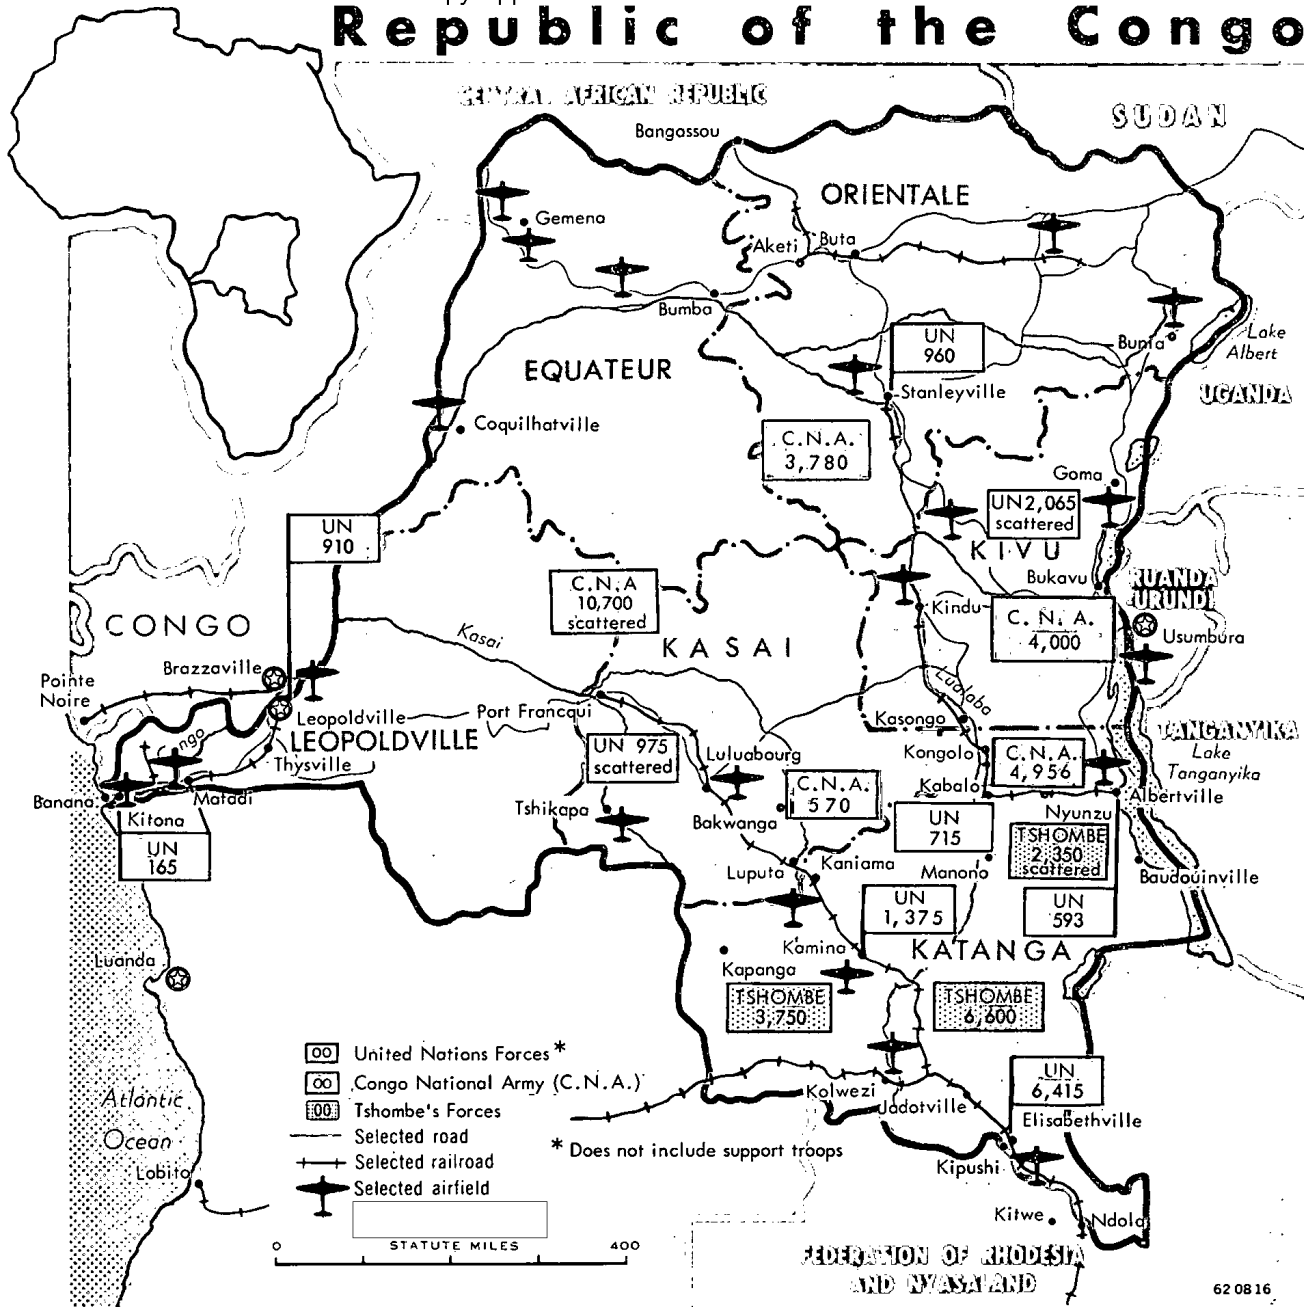 Republic of the Congo
CENTRAL AFRICAN REPUBLIC
SUDAN
Bangassou
ORIENTALE
Gemena
Aketi
Buta
Bumba
Bunia
Lake
Albert
UN
960
EQUATEUR
Stanleyville
UGANDA
Coquilhatville
C.N.A.
3,780
Goma
UN 2,065
scattered
UN
910
KIVU
Bukavu
RUANDA
URUNDI
C.N.A
10,700
scattered
Kindu
C. N. A.
4,000
Usumbura
CONGO
Kasai
KASAI
Brazzaville
Pointe
Noire
Lualaba
Kasongo
Leopoldville
Port Francqui
LEOPOLDVILLE
Congo
Thysville
UN 975
scattered
Luluabourg
Kongolo
C.N.A.
4,956
TANGANYIKA
Lake
Tanganyika
Banana
Matadi
Kitona
Tshikapa
C.N.A.
570
Kabalo
Albertville
Nyunzu
Bakwanga
UN
715
TSHOMBE
2,350
scattered
UN
165
Luputa
Kaniama
Manono
Baudouinville
UN
1,375
UN
593
Kamina
KATANGA
Luanda
Kapanga
TSHOMBE
3,750
TSHOMBE
6,600
00 United Nations Forces *
00 Congo National Army (C.N.A.)
00 Tshombe's Forces
Selected road
Selected railroad
Selected airfield
* Does not include support troops
UN
6,415
Kolwezi
Jadotville
Elisabethville
Kipushi
Atlantic
Ocean
Lobito
Kitwe
Ndola
0 STATUTE MILES 400
FEDERATION OF RHODESIA
AND NYASALAND
620816